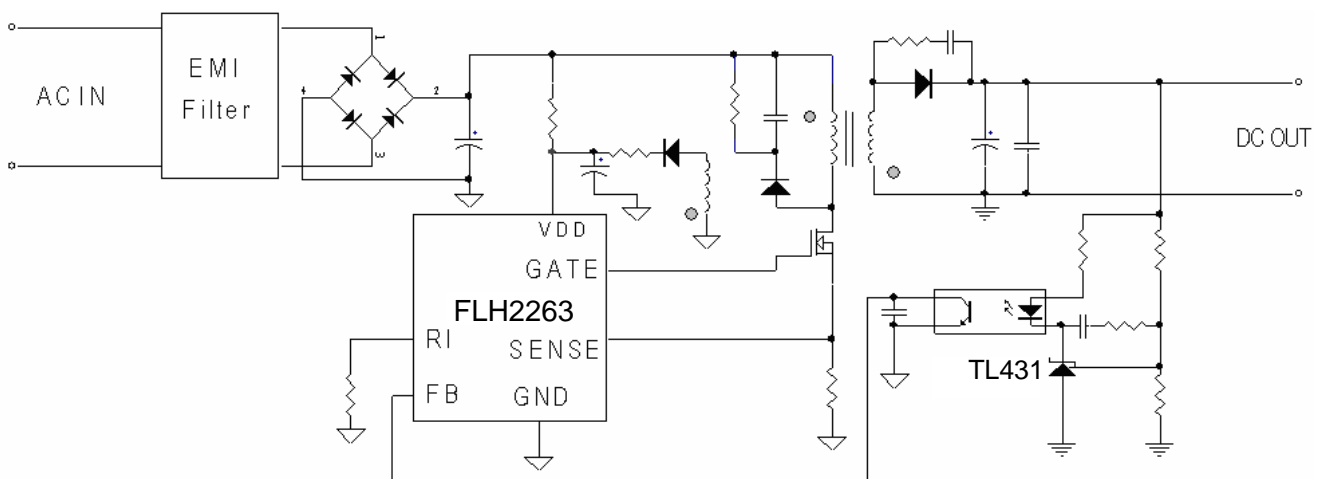 1
EMI
Filter
AC IN
4
2
3
DC OUT
VDD
GATE
FLH2263
RI
SENSE
FB
GND
TL431